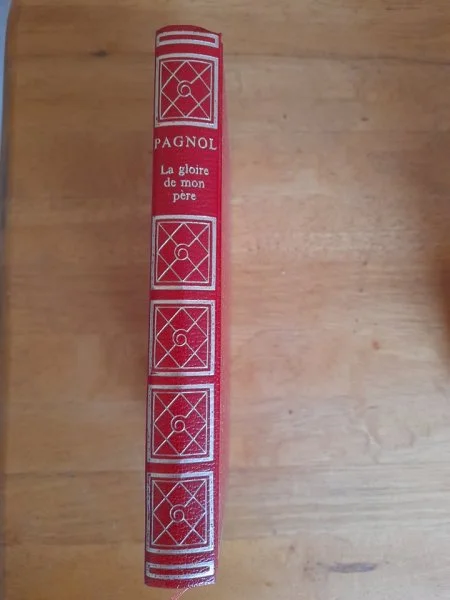 PAGNOL
La gloire
de mon
père